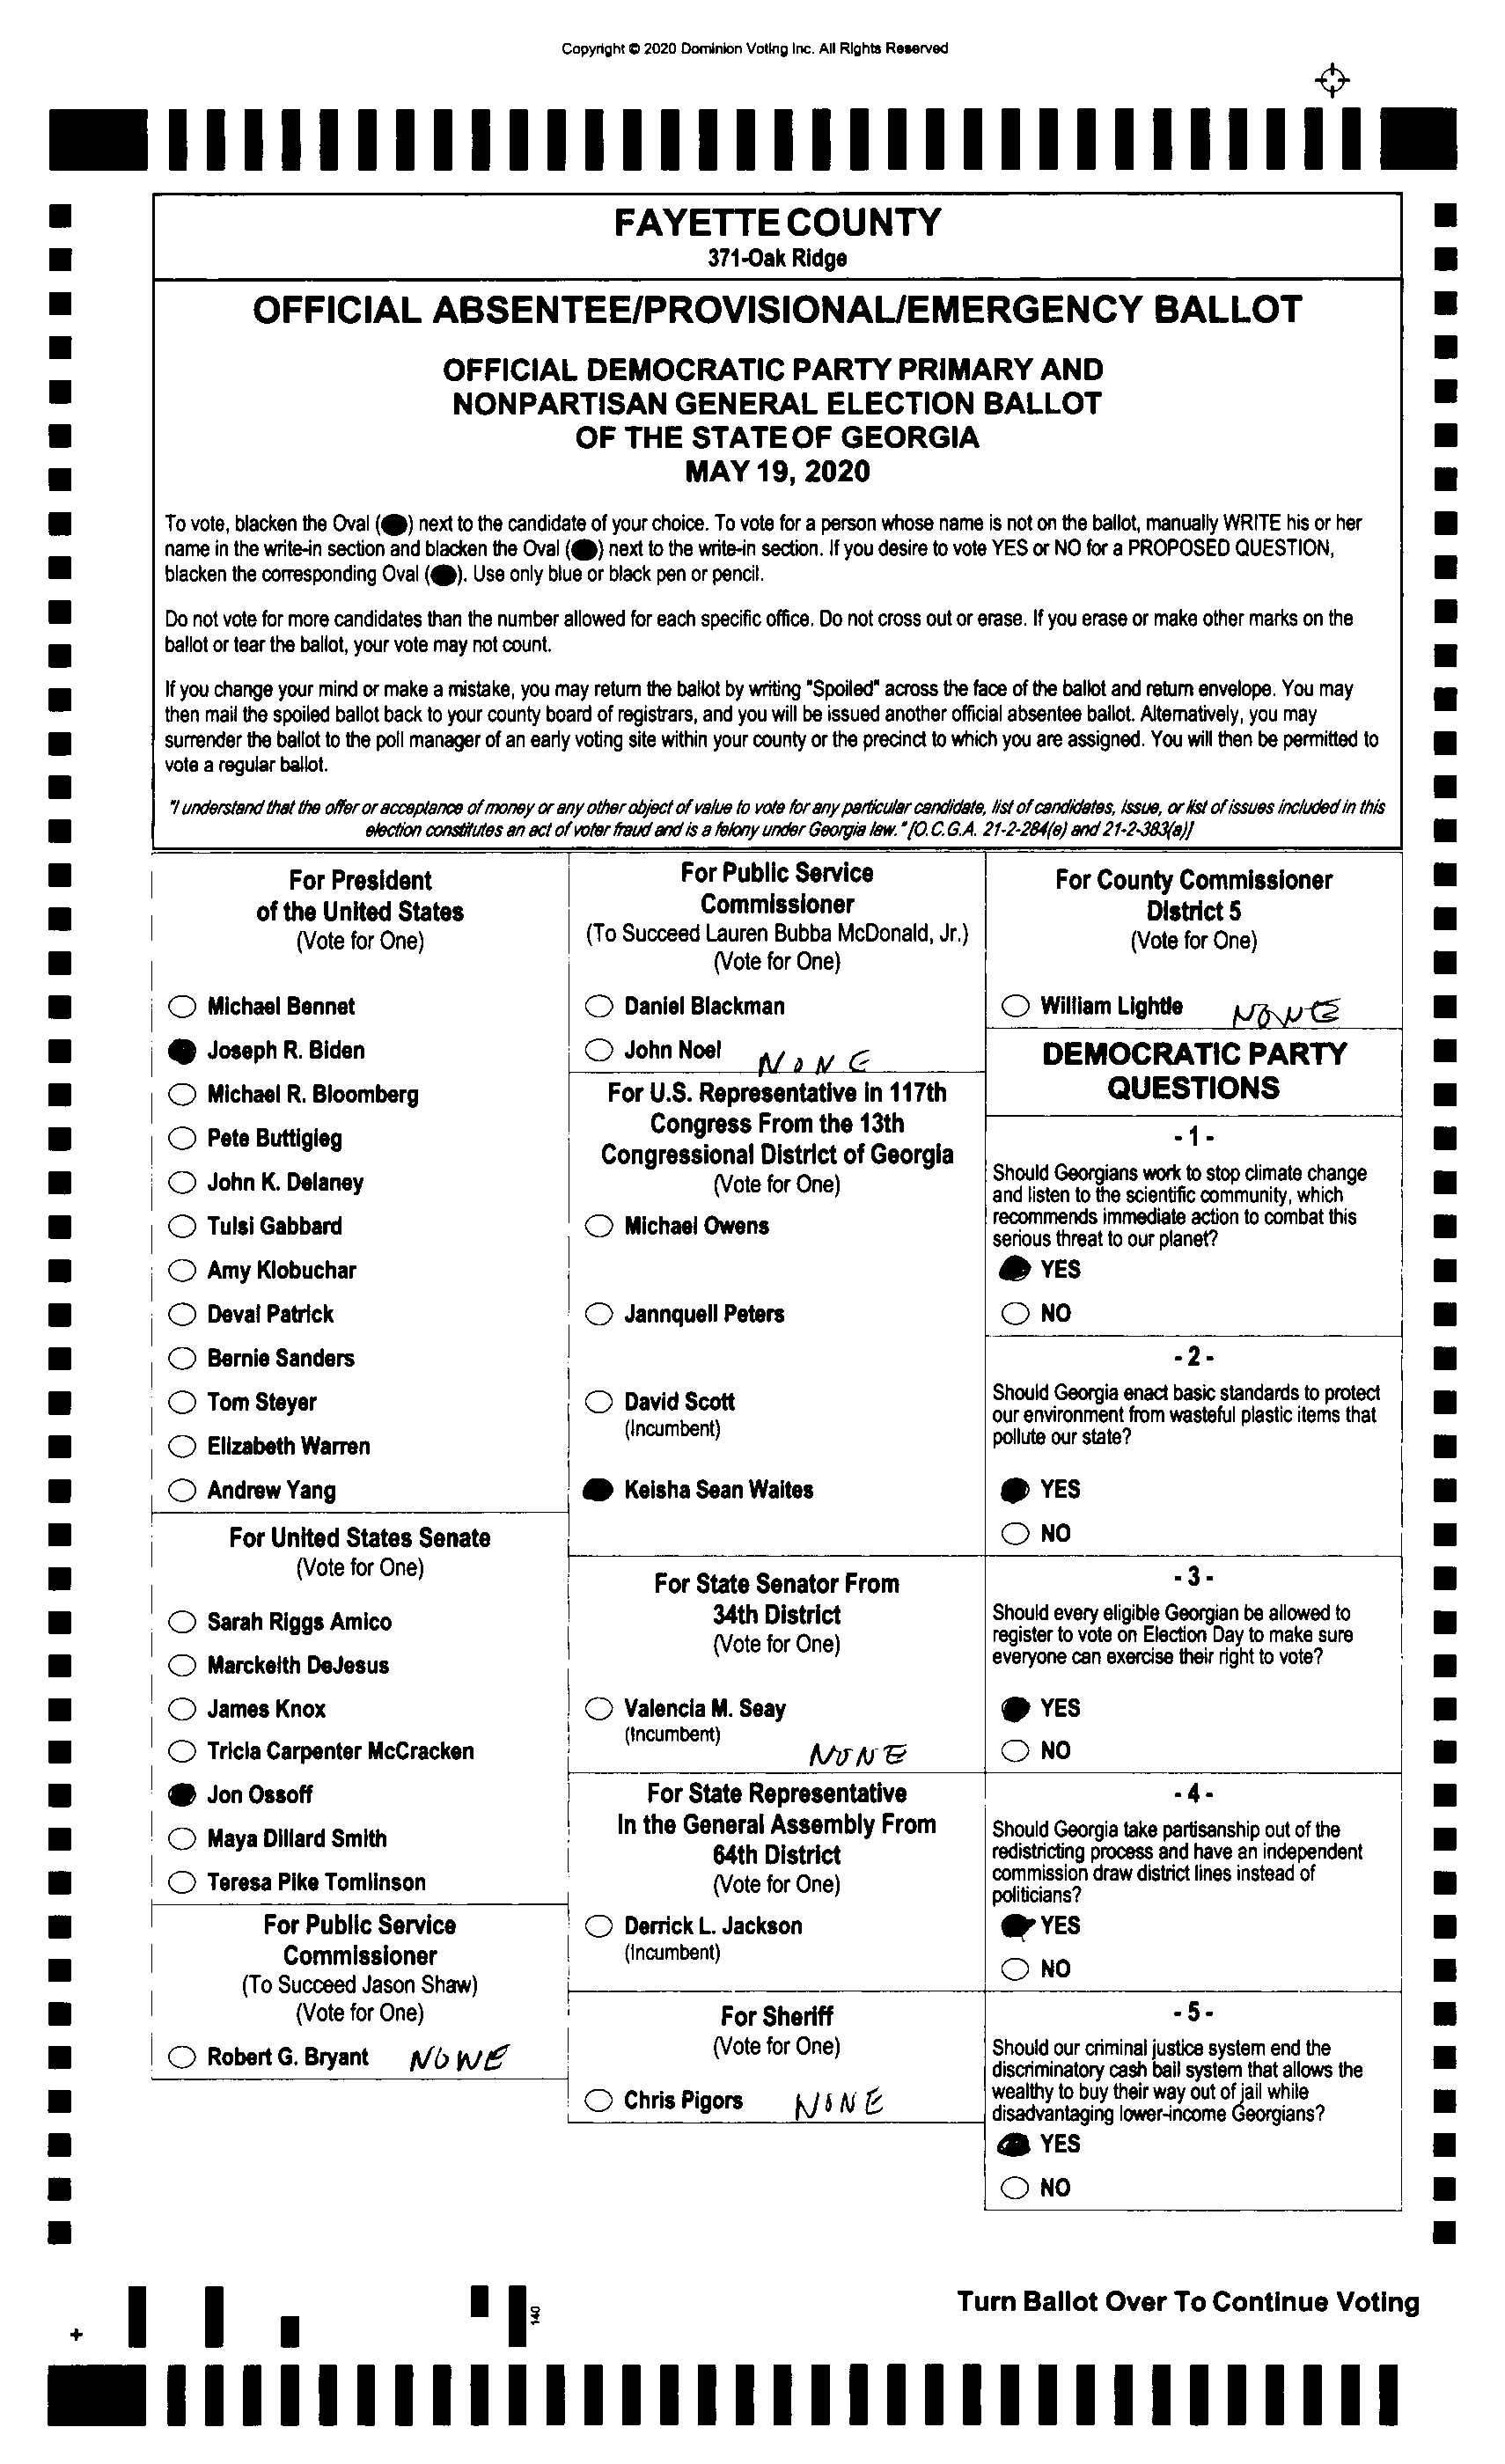 Copyright © 2020 Dominion Voting Inc. All Rights Reserved
FAYETTE COUNTY
371-Oak Ridge
OFFICIAL ABSENTEE/PROVISIONAL/EMERGENCY BALLOT
OFFICIAL DEMOCRATIC PARTY PRIMARY AND
NONPARTISAN GENERAL ELECTION BALLOT
OF THE STATE OF GEORGIA
MAY 19, 2020
To vote, blacken the Oval (⬤) next to the candidate of your choice. To vote for a person whose name is not on the ballot, manually WRITE his or her
name in the write-in section and blacken the Oval (⬤) next to the write-in section. If you desire to vote YES or NO for a PROPOSED QUESTION,
blacken the corresponding Oval (⬤). Use only blue or black pen or pencil.
Do not vote for more candidates than the number allowed for each specific office. Do not cross out or erase. If you erase or make other marks on the
ballot or tear the ballot, your vote may not count.
If you change your mind or make a mistake, you may return the ballot by writing "Spoiled" across the face of the ballot and return envelope. You may
then mail the spoiled ballot back to your county board of registrars, and you will be issued another official absentee ballot. Alternatively, you may
surrender the ballot to the poll manager of an early voting site within your county or the precinct to which you are assigned. You will then be permitted to
vote a regular ballot.
"I understand that the offer or acceptance of money or any other object of value to vote for any particular candidate, list of candidates, issue, or list of issues included in this
election constitutes an act of voter fraud and is a felony under Georgia law." [O.C.G.A. 21-2-284(e) and 21-2-383(a)]
For President
of the United States
(Vote for One)
Michael Bennet
Joseph R. Biden
Michael R. Bloomberg
Pete Buttigieg
John K. Delaney
Tulsi Gabbard
Amy Klobuchar
Deval Patrick
Bernie Sanders
Tom Steyer
Elizabeth Warren
Andrew Yang
For United States Senate
(Vote for One)
Sarah Riggs Amico
Marckeith DeJesus
James Knox
Tricia Carpenter McCracken
Jon Ossoff
Maya Dillard Smith
Teresa Pike Tomlinson
For Public Service
Commissioner
(To Succeed Jason Shaw)
(Vote for One)
Robert G. Bryant NONE
For Public Service
Commissioner
(To Succeed Lauren Bubba McDonald, Jr.)
(Vote for One)
Daniel Blackman
John Noel NONE
For U.S. Representative in 117th
Congress From the 13th
Congressional District of Georgia
(Vote for One)
Michael Owens
Jannquell Peters
David Scott
(Incumbent)
Keisha Sean Waites
For State Senator From
34th District
(Vote for One)
Valencia M. Seay
(Incumbent)
NONE
For State Representative
In the General Assembly From
64th District
(Vote for One)
Derrick L. Jackson
(Incumbent)
For Sheriff
(Vote for One)
Chris Pigors NONE
For County Commissioner
District 5
(Vote for One)
William Lightle NONE
DEMOCRATIC PARTY
QUESTIONS
- 1 -
Should Georgians work to stop climate change
and listen to the scientific community, which
recommends immediate action to combat this
serious threat to our planet?
YES
NO
- 2 -
Should Georgia enact basic standards to protect
our environment from wasteful plastic items that
pollute our state?
YES
NO
- 3 -
Should every eligible Georgian be allowed to
register to vote on Election Day to make sure
everyone can exercise their right to vote?
YES
NO
- 4 -
Should Georgia take partisanship out of the
redistricting process and have an independent
commission draw district lines instead of
politicians?
YES
NO
- 5 -
Should our criminal justice system end the
discriminatory cash bail system that allows the
wealthy to buy their way out of jail while
disadvantaging lower-income Georgians?
YES
NO
140
Turn Ballot Over To Continue Voting